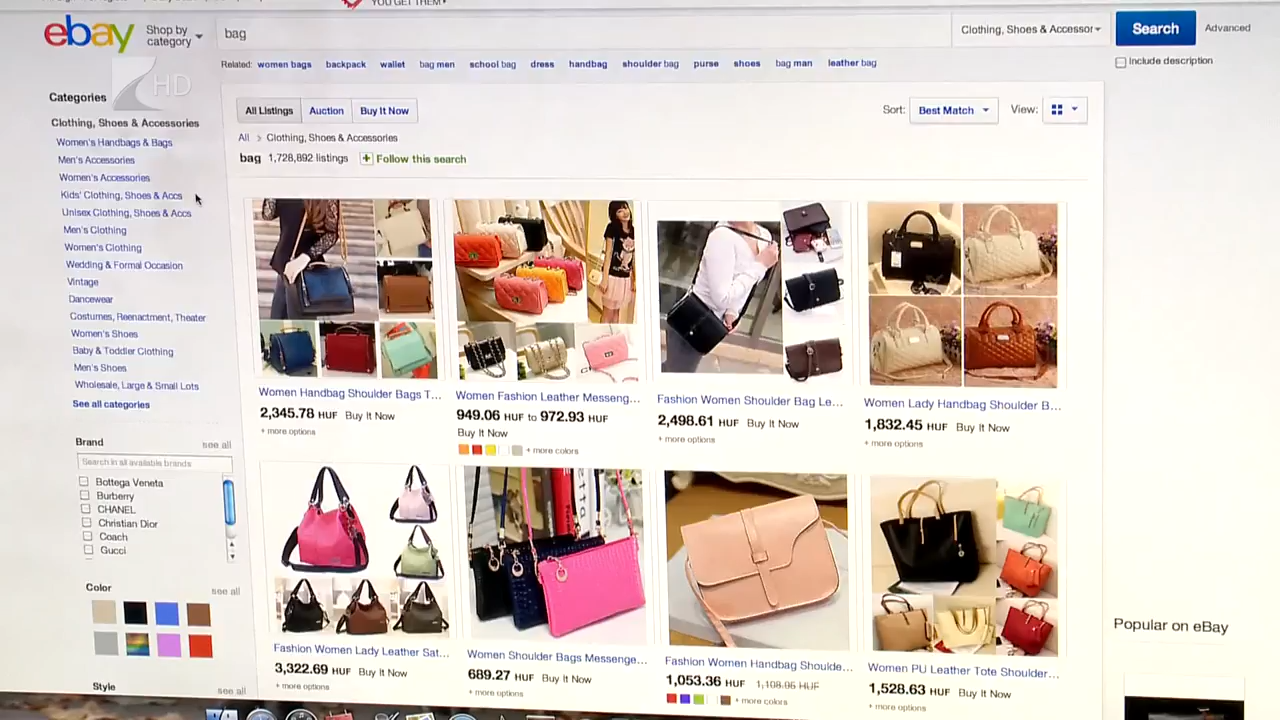 YOU GET THEM
ebay
Shop by category
bag
Clothing, Shoes & Accessor
Search
Advanced
Include description
Related: women bags backpack wallet bag men school bag dress handbag shoulder bag purse shoes bag man leather bag
HD
Categories
Clothing, Shoes & Accessories
Women's Handbags & Bags
Men's Accessories
Women's Accessories
Kids' Clothing, Shoes & Accs
Unisex Clothing, Shoes & Accs
Men's Clothing
Women's Clothing
Wedding & Formal Occasion
Vintage
Dancewear
Costumes, Reenactment, Theater
Women's Shoes
Baby & Toddler Clothing
Men's Shoes
Wholesale, Large & Small Lots
See all categories
Brand see all
Search in all available brands
Bottega Veneta
Burberry
CHANEL
Christian Dior
Coach
Gucci
Color see all
Style see all
All Listings Auction Buy It Now
Sort: Best Match View:
All > Clothing, Shoes & Accessories
bag 1,728,892 listings + Follow this search
Women Handbag Shoulder Bags T...
2,345.78 HUF Buy It Now
+ more options
Women Fashion Leather Messeng...
949.06 HUF to 972.93 HUF
Buy It Now
+ more colors
Fashion Women Shoulder Bag Le...
2,498.61 HUF Buy It Now
+ more options
Women Lady Handbag Shoulder B...
1,832.45 HUF Buy It Now
+ more options
Fashion Women Lady Leather Sat...
3,322.69 HUF Buy It Now
+ more options
Women Shoulder Bags Messenge...
689.27 HUF Buy It Now
+ more options
Fashion Women Handbag Shoulde...
1,053.36 HUF 1,108.95 HUF
+ more colors
Women PU Leather Tote Shoulder...
1,528.63 HUF Buy It Now
+ more options
Popular on eBay